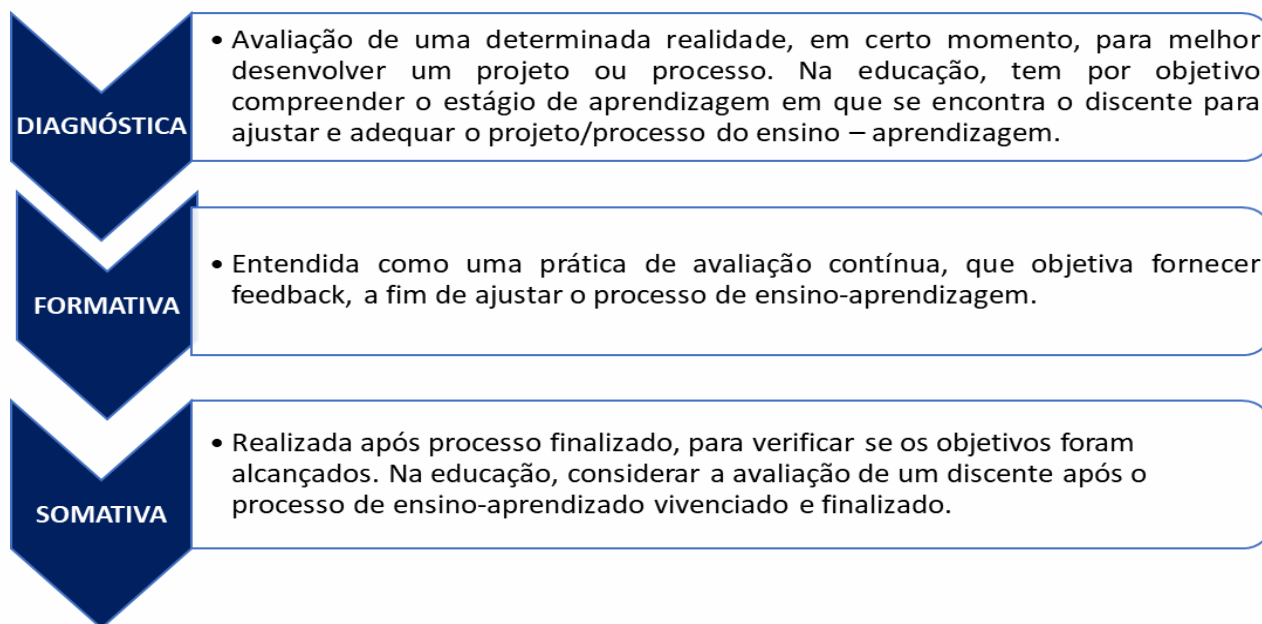 DIAGNÓSTICA
• Avaliação de uma determinada realidade, em certo momento, para melhor
desenvolver um projeto ou processo. Na educação, tem por objetivo
compreender o estágio de aprendizagem em que se encontra o discente para
ajustar e adequar o projeto/processo do ensino – aprendizagem.
FORMATIVA
• Entendida como uma prática de avaliação contínua, que objetiva fornecer
feedback, a fim de ajustar o processo de ensino-aprendizagem.
SOMATIVA
• Realizada após processo finalizado, para verificar se os objetivos foram
alcançados. Na educação, considerar a avaliação de um discente após o
processo de ensino-aprendizado vivenciado e finalizado.